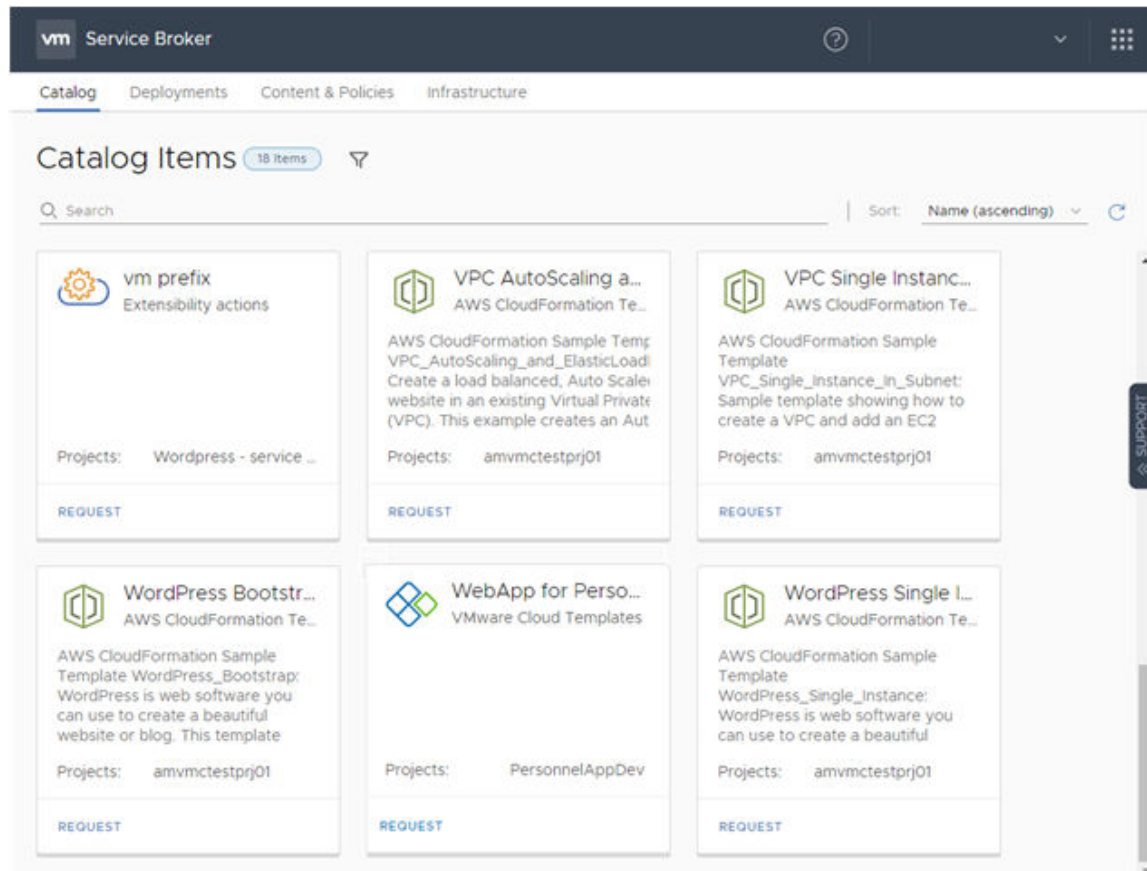 vm Service Broker
Catalog Deployments Content & Policies Infrastructure
Catalog Items 18 items
Search Sort: Name (ascending)
vm prefix
Extensibility actions
Projects: Wordpress - service ...
REQUEST
VPC AutoScaling a...
AWS CloudFormation Te...
AWS CloudFormation Sample Temp
VPC_AutoScaling_and_ElasticLoad
Create a load balanced, Auto Scale
website in an existing Virtual Private
(VPC). This example creates an Aut
Projects: amvmctestprj01
REQUEST
VPC Single Instanc...
AWS CloudFormation Te...
AWS CloudFormation Sample
Template
VPC_Single_Instance_In_Subnet:
Sample template showing how to
create a VPC and add an EC2
Projects: amvmctestprj01
REQUEST
SUPPORT
WordPress Bootstr...
AWS CloudFormation Te...
AWS CloudFormation Sample
Template WordPress_Bootstrap:
WordPress is web software you
can use to create a beautiful
website or blog. This template
Projects: amvmctestprj01
REQUEST
WebApp for Perso...
VMware Cloud Templates
Projects: PersonnelAppDev
REQUEST
WordPress Single I...
AWS CloudFormation Te...
AWS CloudFormation Sample
Template
WordPress_Single_Instance:
WordPress is web software you
can use to create a beautiful
Projects: amvmctestprj01
REQUEST